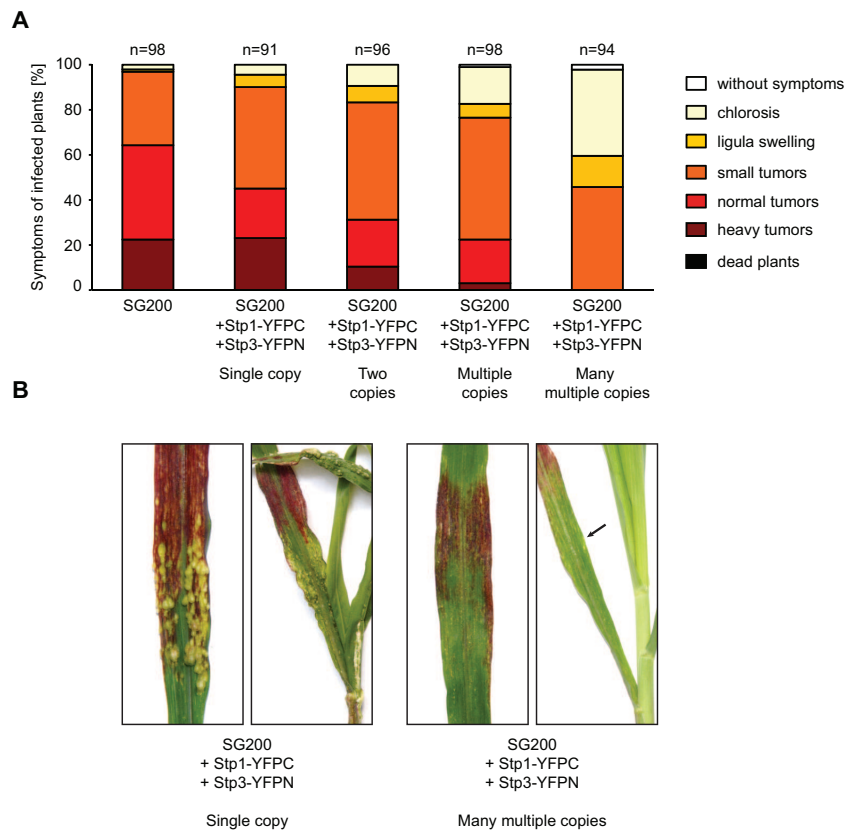 A
n=98 n=91 n=96 n=98 n=94
Symptoms of infected plants [%]
100
80
60
40
20
0
without symptoms
chlorosis
ligula swelling
small tumors
normal tumors
heavy tumors
dead plants
SG200 SG200 SG200 SG200 SG200
+Stp1-YFPC +Stp1-YFPC +Stp1-YFPC +Stp1-YFPC
+Stp3-YFPN +Stp3-YFPN +Stp3-YFPN +Stp3-YFPN
Single copy Two Multiple Many
copies copies multiple copies
B
SG200 SG200
+ Stp1-YFPC + Stp1-YFPC
+ Stp3-YFPN + Stp3-YFPN
Single copy Many multiple copies